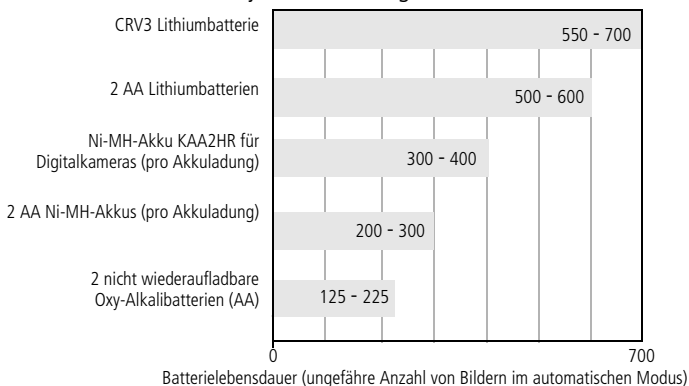 CRV3 Lithiumbatterie
550 - 700
2 AA Lithiumbatterien
500 - 600
Ni-MH-Akku KAA2HR für
Digitalkameras (pro Akkuladung)
300 - 400
2 AA Ni-MH-Akkus (pro Akkuladung)
200 - 300
2 nicht wiederaufladbare
Oxy-Alkalibatterien (AA)
125 - 225
0
700
Batterielebensdauer (ungefähre Anzahl von Bildern im automatischen Modus)